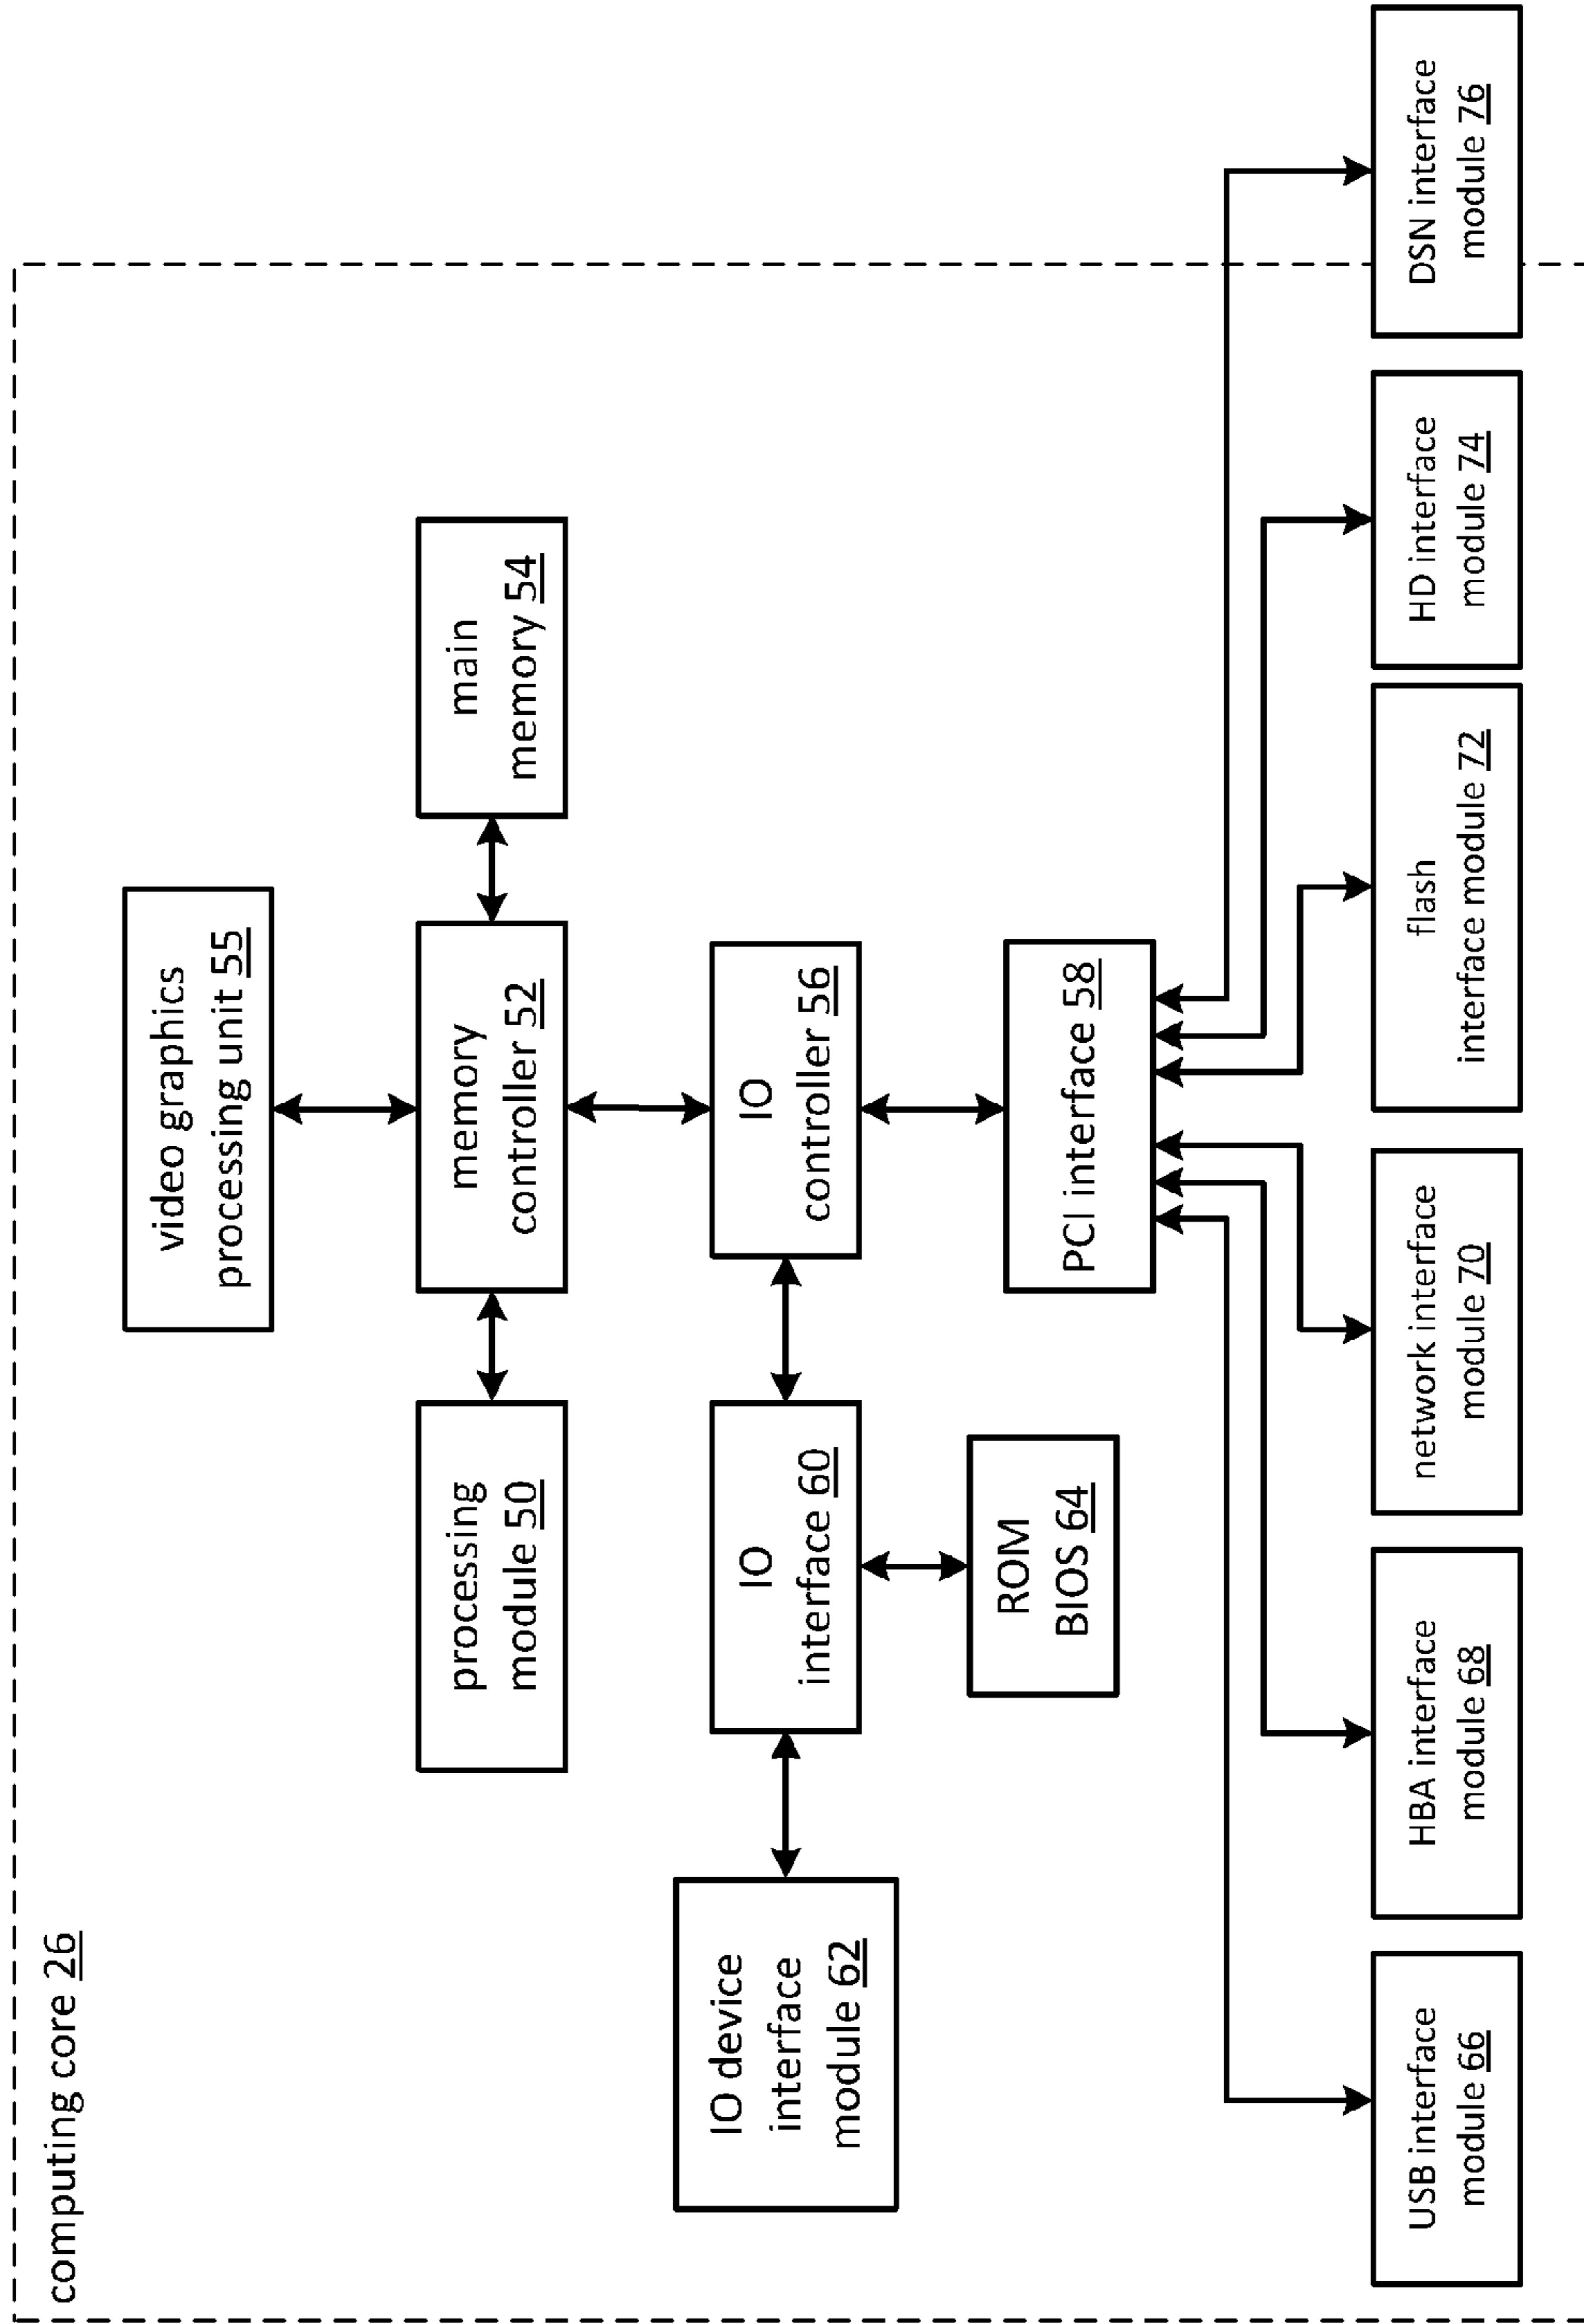 computing core 26
video graphics
processing unit 55
processing
module 50
memory
controller 52
main
memory 54
IO device
interface
module 62
IO
interface 60
IO
controller 56
ROM
BIOS 64
PCI interface 58
USB interface
module 66
HBA interface
module 68
network interface
module 70
flash
interface module 72
HD interface
module 74
DSN interface
module 76